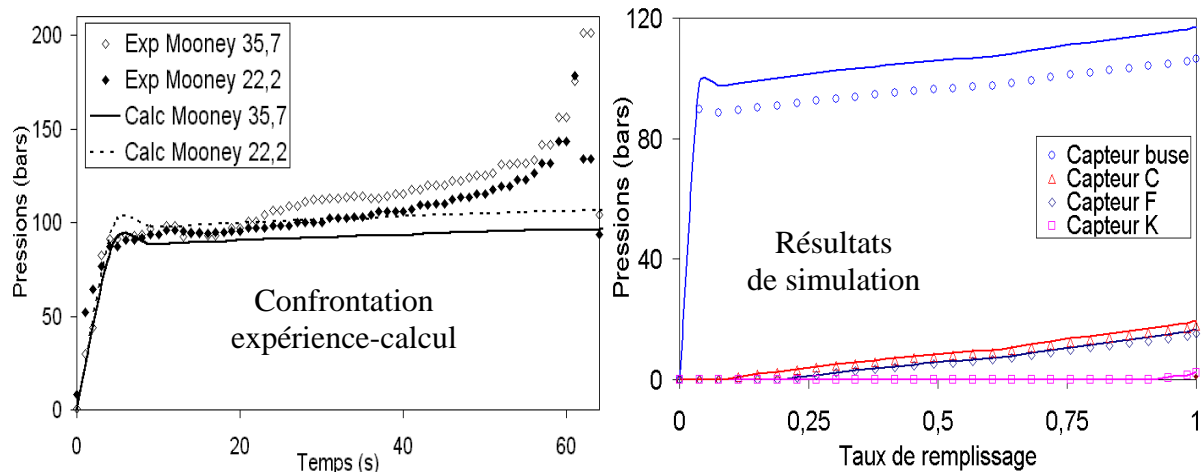 200
150
100
50
0
Pressions (bars)
Exp Mooney 35,7
Exp Mooney 22,2
Calc Mooney 35,7
Calc Mooney 22,2
Confrontation
expérience-calcul
0
20
40
60
Temps (s)
120
80
40
0
Pressions (bars)
Capteur buse
Capteur C
Capteur F
Capteur K
Résultats
de simulation
0
0,25
0,5
0,75
1
Taux de remplissage